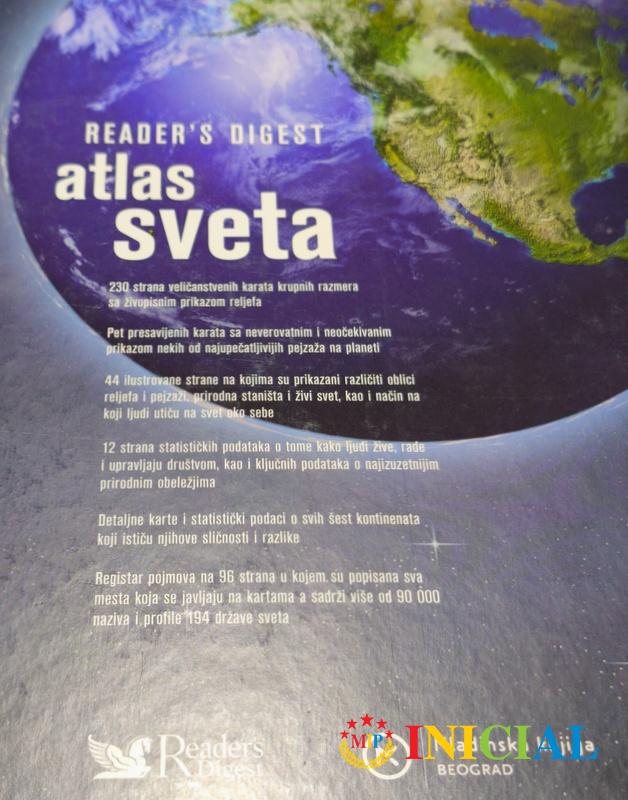 READER'S DIGEST
atlas
sveta
230 strana veličanstvenih karata krupnih razmera
sa živopisnim prikazom reljefa
Pet presavijenih karata sa neverovatnim i neočekivanim
prikazom nekih od najupečatljivijih pejzaža na planeti
44 ilustrovane strane na kojima su prikazani različiti oblici
reljefa i pejzaži, prirodna staništa i živi svet, kao i način na
koji ljudi utiču na svet oko sebe
12 strana statističkih podataka o tome kako ljudi žive, rade
i upravljaju društvom, kao i ključnih podataka o najizuzetnijim
prirodnim obeležjima
Detaljne karte i statistički podaci o svih šest kontinenata
koji ističu njihove sličnosti i razlike
Registar pojmova na 96 strana u kojem su popisana sva
mesta koja se javljaju na kartama a sadrži više od 90 000
naziva i profile 194 države sveta
Reader's
Digest
MP INICIAL
knjiga
BEOGRAD